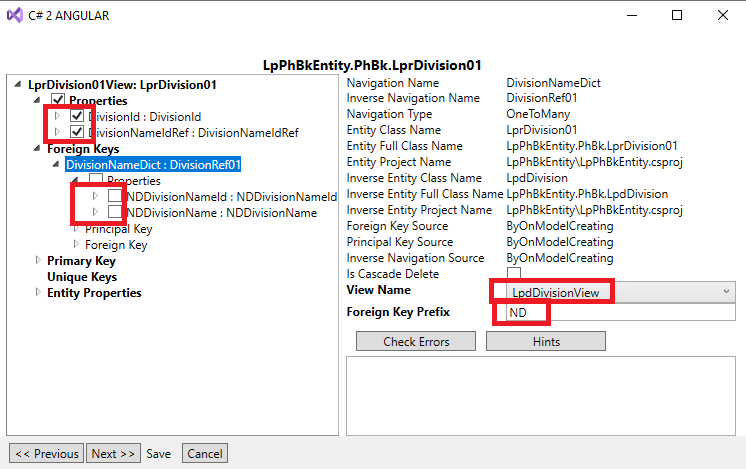 C# 2 ANGULAR
LpPhBkEntity.PhBk.LprDivision01
LprDivision01View: LprDivision01
Properties
DivisionId : DivisionId
DivisionNameIdRef : DivisionNameIdRef
Foreign Keys
DivisionNameDict : DivisionRef01
Properties
NDDivisionNameId : NDDivisionNameId
NDDivisionName : NDDivisionName
Principal Key
Foreign Key
Primary Key
Unique Keys
Entity Properties
Navigation Name DivisionNameDict
Inverse Navigation Name DivisionRef01
Navigation Type OneToMany
Entity Class Name LprDivision01
Entity Full Class Name LpPhBkEntity.PhBk.LprDivision01
Entity Project Name LpPhBkEntity\LpPhBkEntity.csproj
Inverse Entity Class Name LpdDivision
Inverse Entity Full Class Name LpPhBkEntity.PhBk.LpdDivision
Inverse Entity Project Name LpPhBkEntity\LpPhBkEntity.csproj
Foreign Key Source ByOnModelCreating
Principal Key Source ByOnModelCreating
Inverse Navigation Source ByOnModelCreating
Is Cascade Delete
View Name LpdDivisionView
Foreign Key Prefix ND
Check Errors Hints
<< Previous Next >> Save Cancel